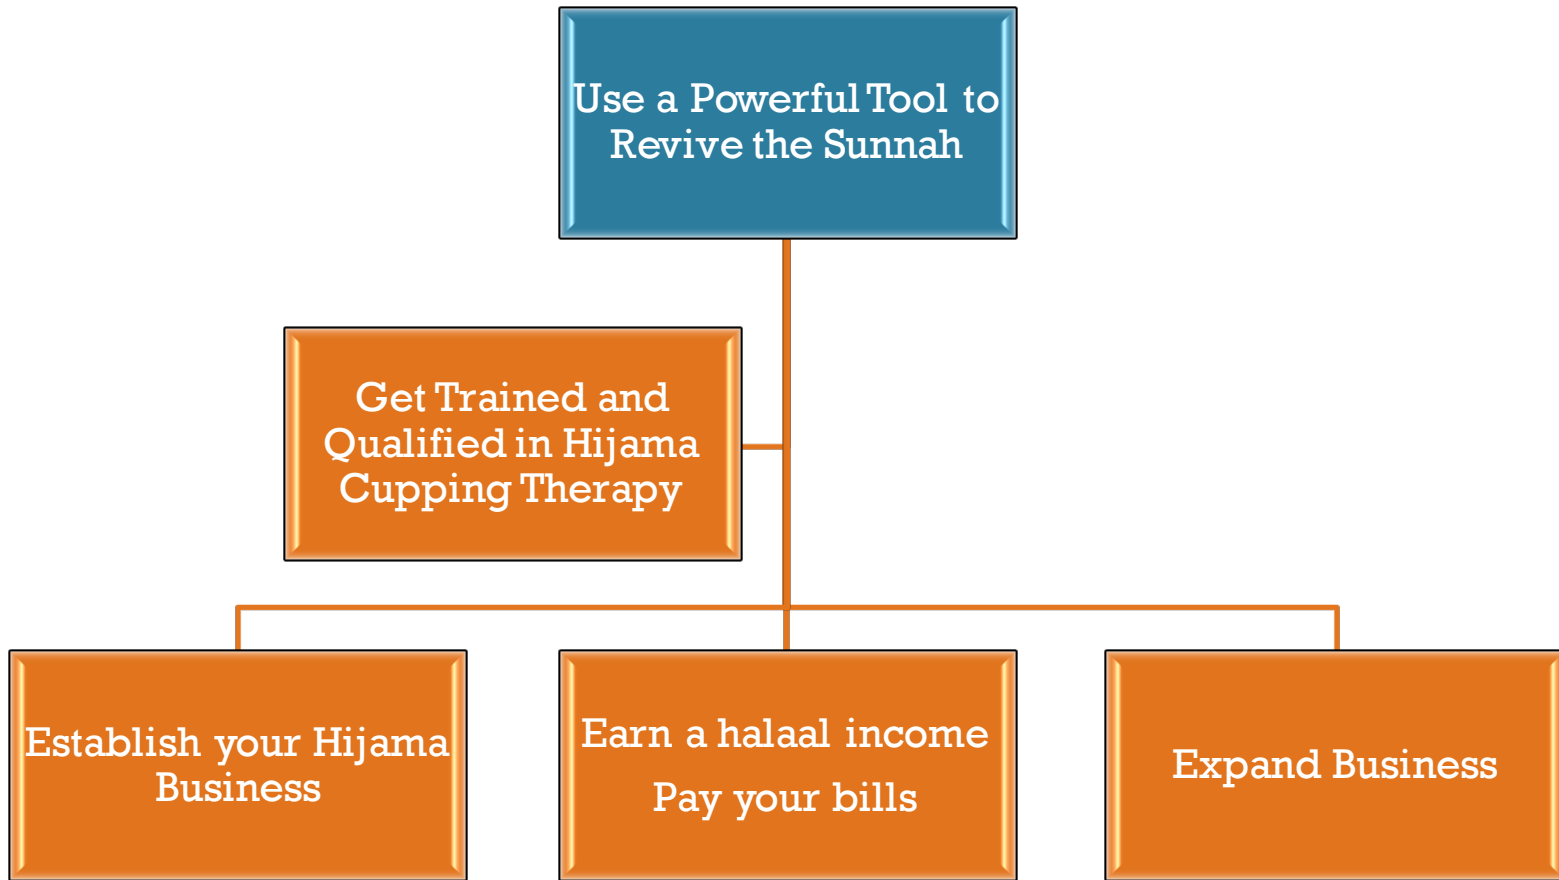 Use a Powerful Tool to
Revive the Sunnah
Get Trained and
Qualified in Hijama
Cupping Therapy
Establish your Hijama
Business
Earn a halaal income
Pay your bills
Expand Business